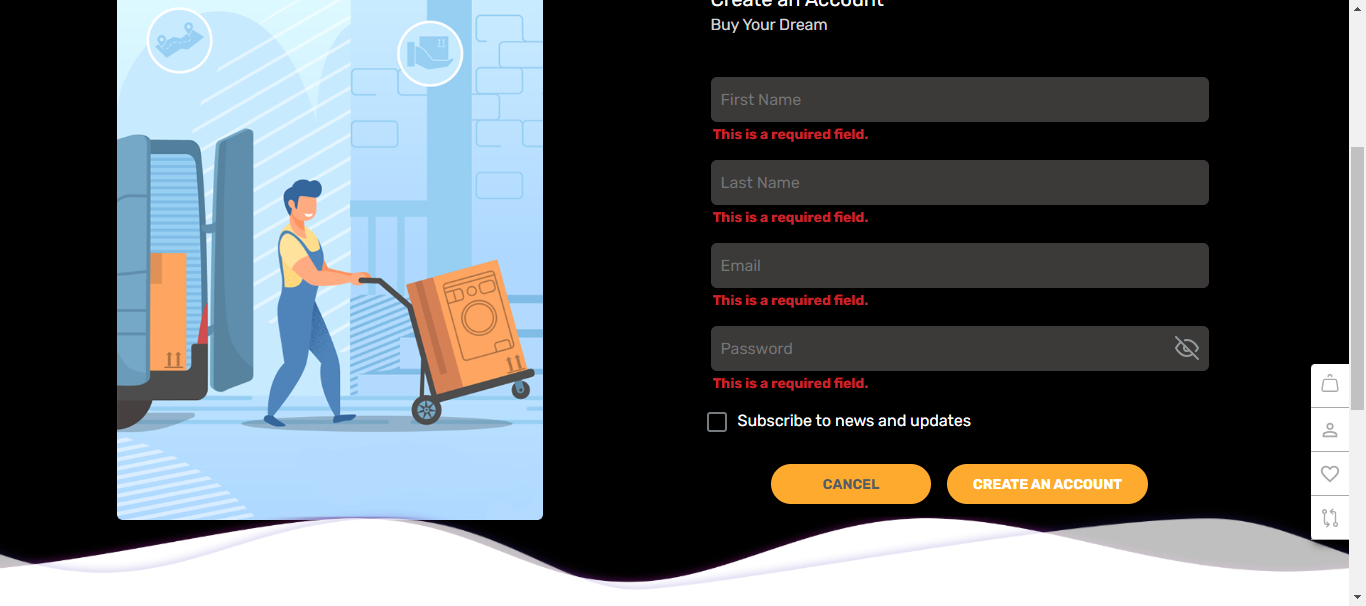 Create an Account
Buy Your Dream
First Name
This is a required field.
Last Name
This is a required field.
Email
This is a required field.
Password
This is a required field.
Subscribe to news and updates
CANCEL
CREATE AN ACCOUNT